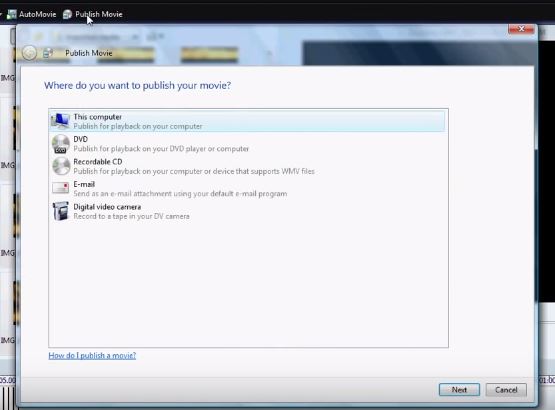 AutoMovie Publish Movie
Publish Movie
Where do you want to publish your movie?
This computer
Publish for playback on your computer
DVD
Publish for playback on your DVD player or computer
Recordable CD
Publish for playback on your computer or device that supports WMV files
E-mail
Send as an e-mail attachment using your default e-mail program
Digital video camera
Record to a tape in your DV camera
How do I publish a movie?
Next Cancel
IMG
IMG
IMG
IMG
05.00
01:00